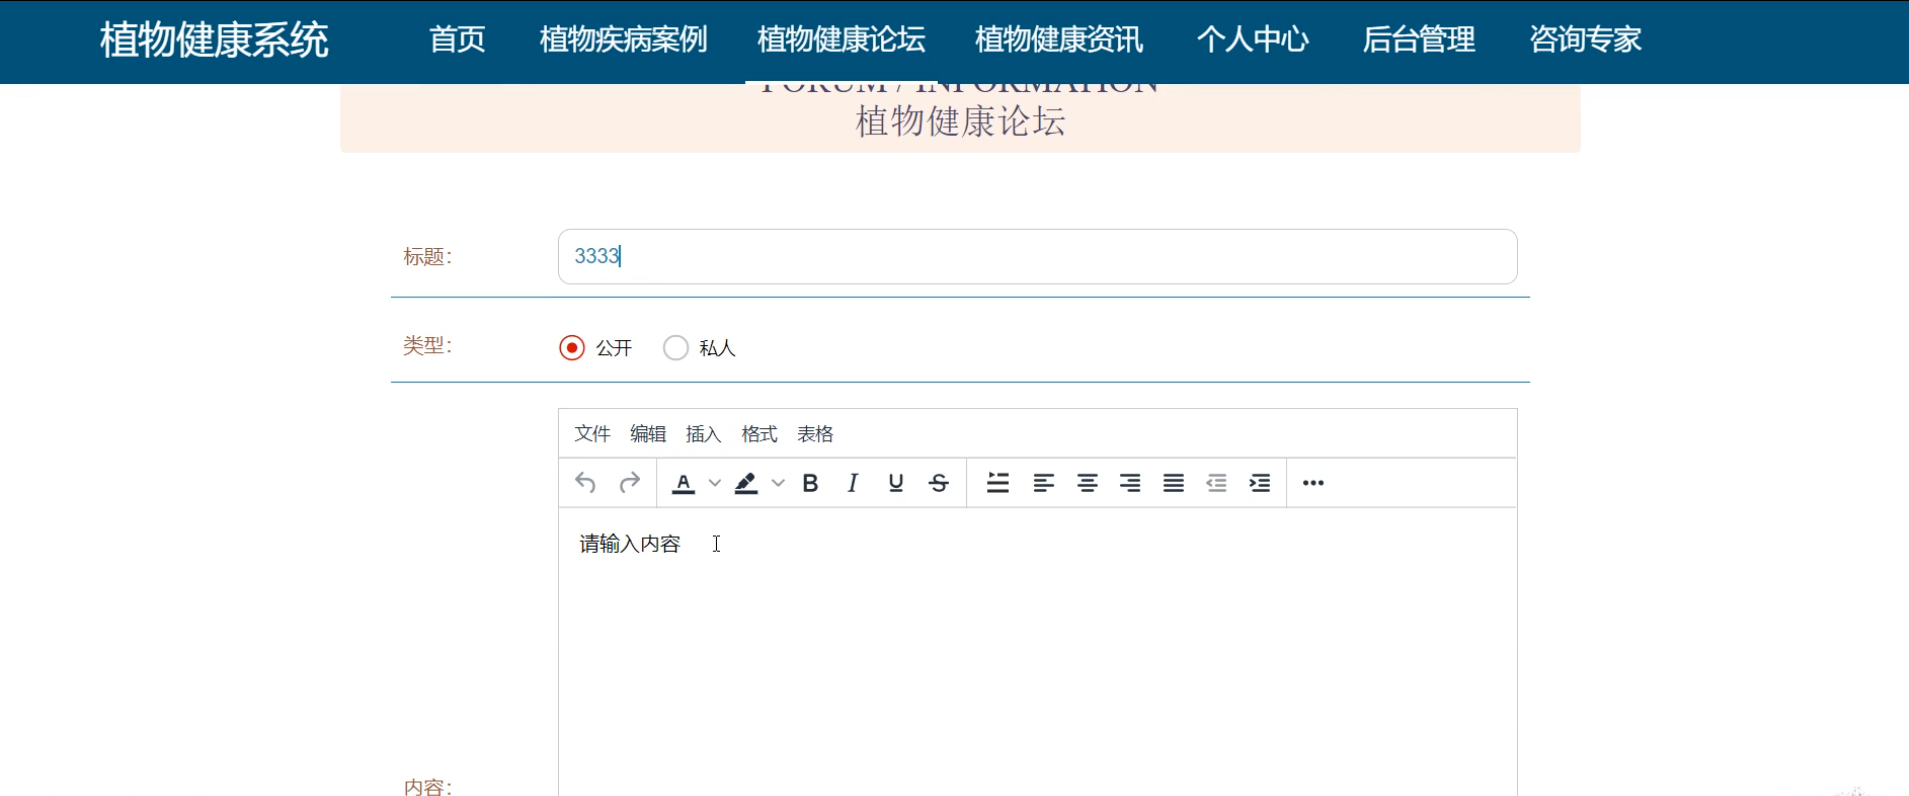 植物健康系统 首页 植物疾病案例 植物健康论坛 植物健康资讯 个人中心 后台管理 咨询专家
FORUM / INFORMATION
植物健康论坛
标题： 3333
类型： 公开 私人
文件 编辑 插入 格式 表格
请输入内容
内容：